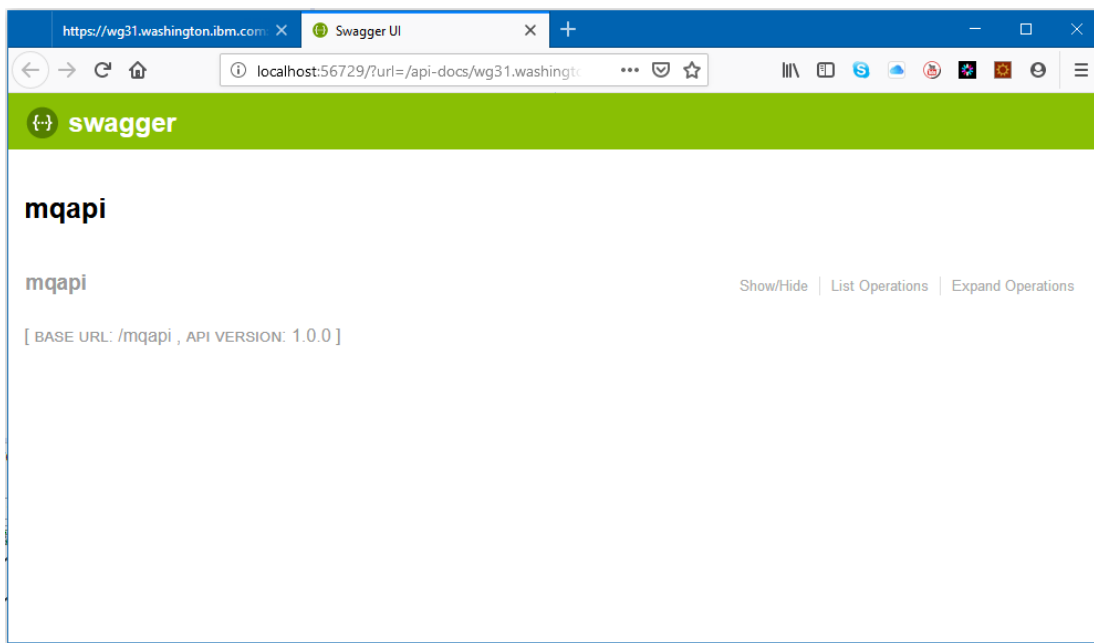 https://wg31.washington.ibm.com:
Swagger UI
localhost:56729/?url=/api-docs/wg31.washingt
swagger
mqapi
mqapi
Show/Hide | List Operations | Expand Operations
[ BASE URL: /mqapi , API VERSION: 1.0.0 ]